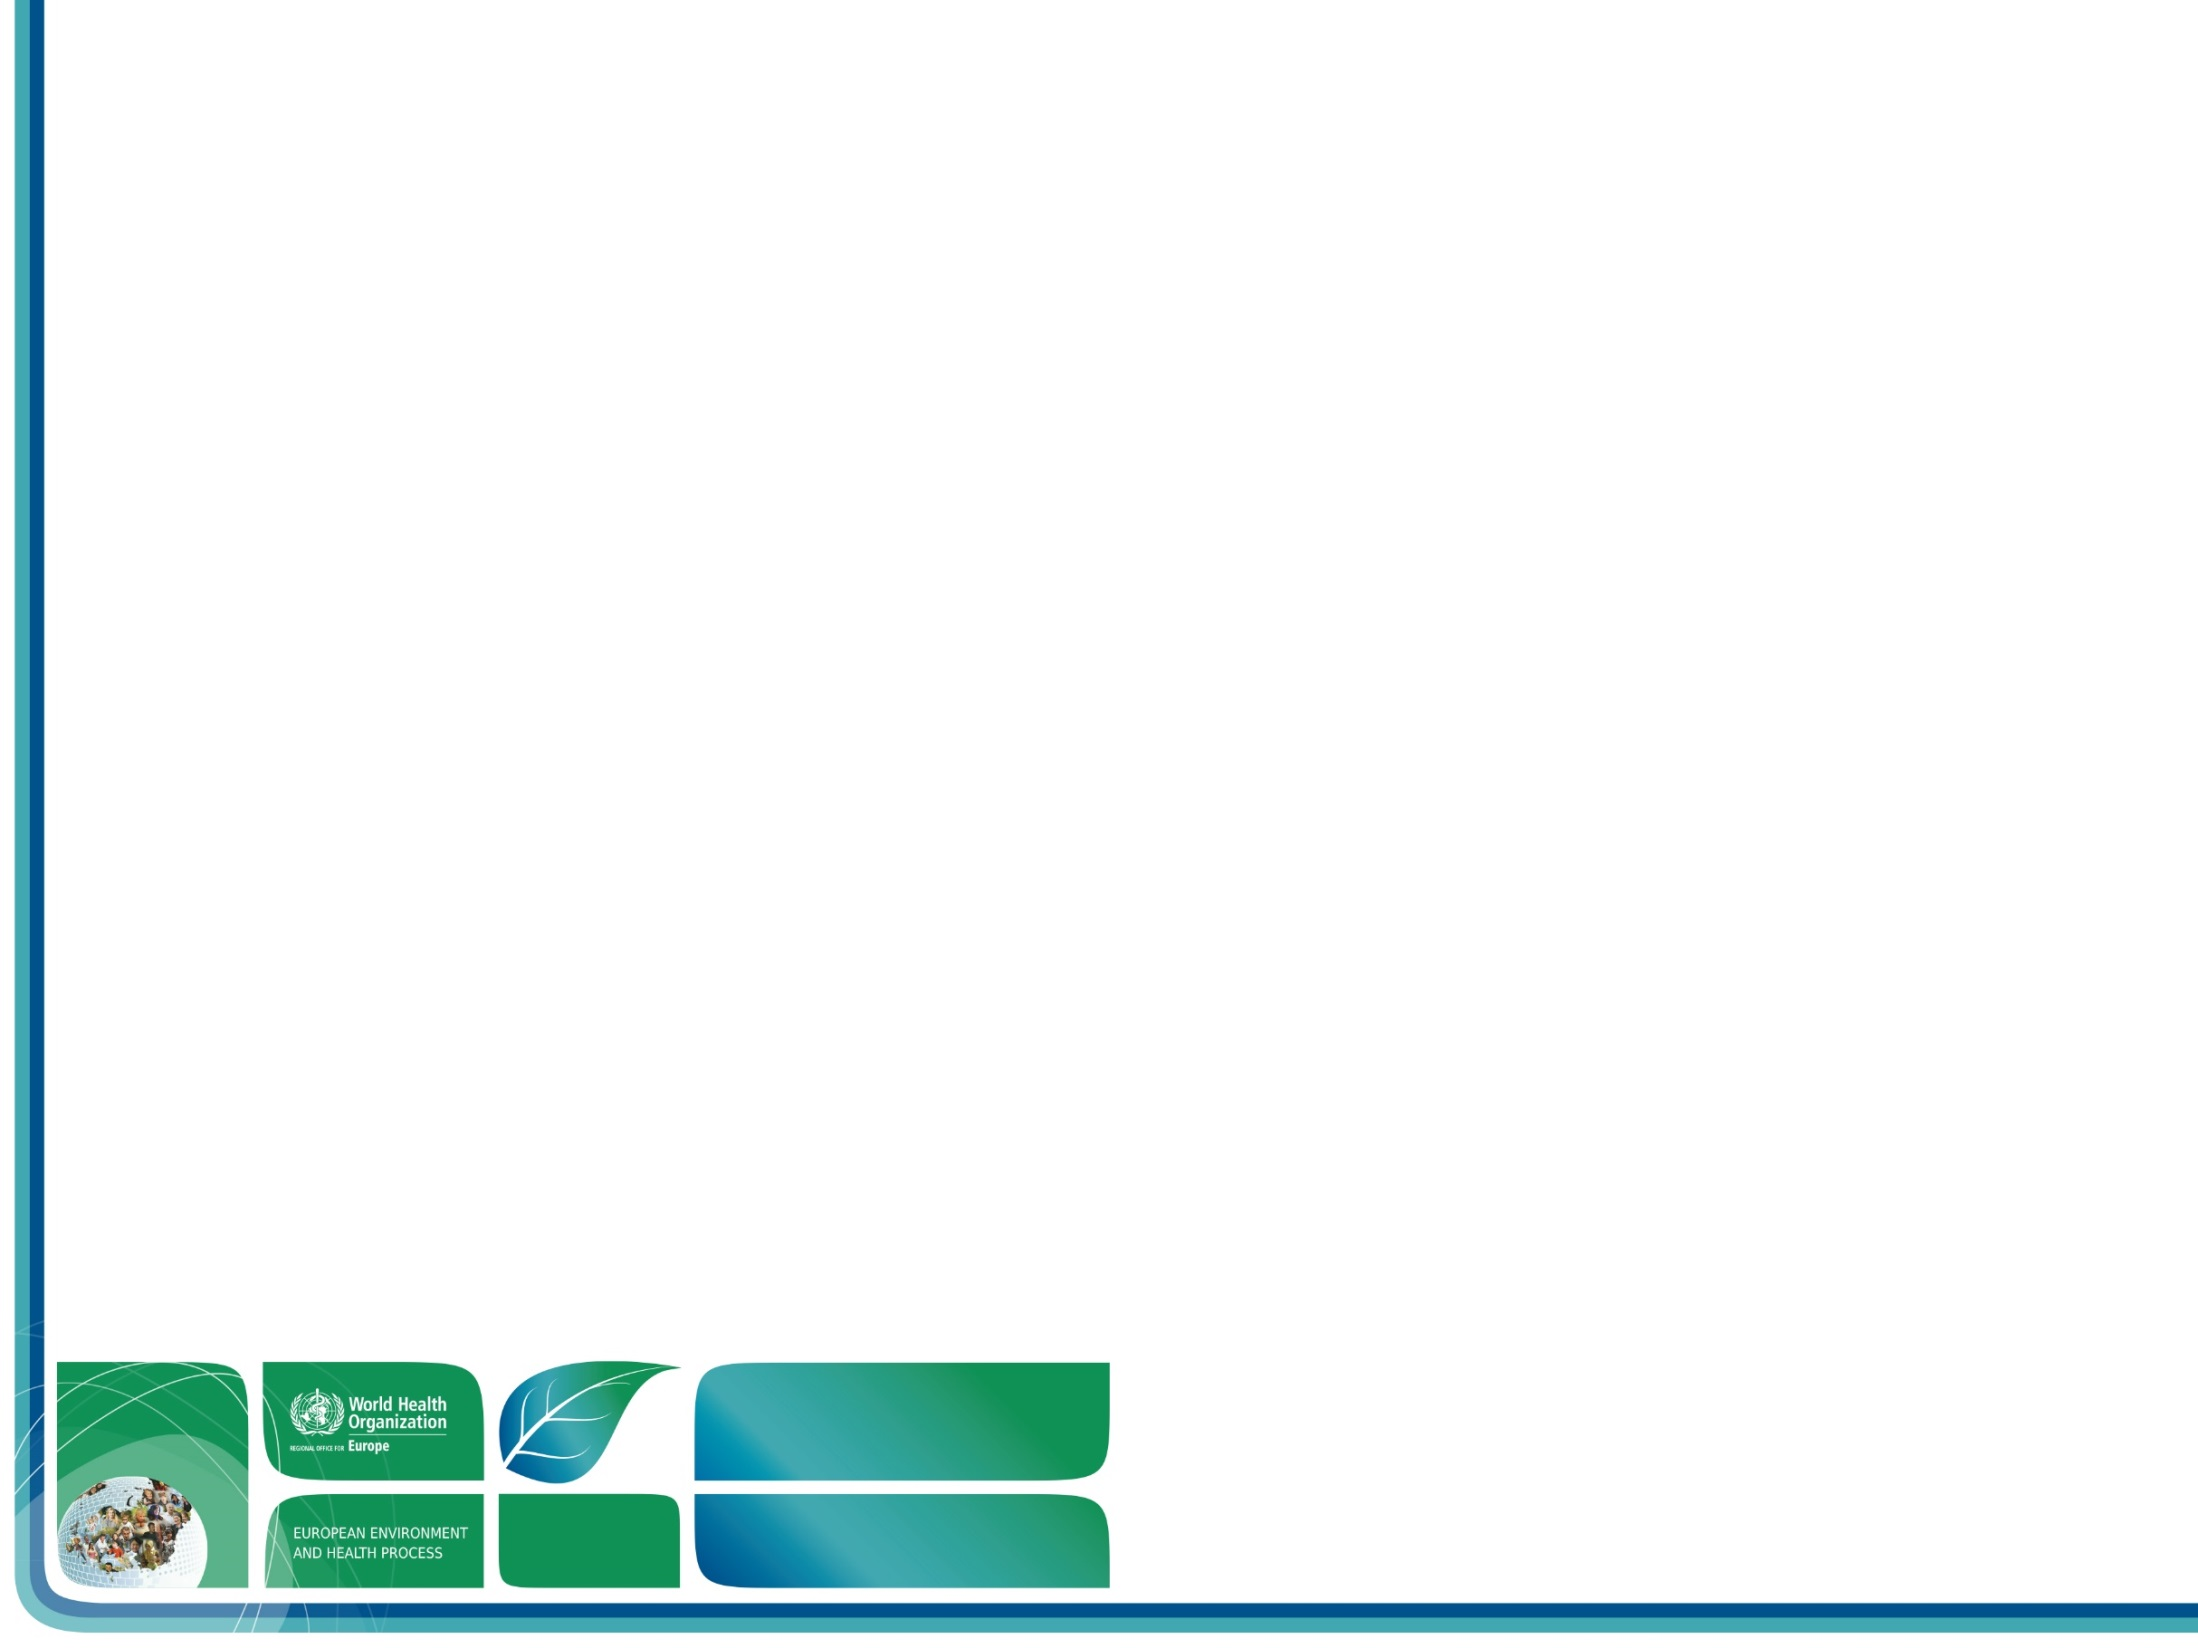 World Health
Organization
REGIONAL OFFICE FOR Europe
EUROPEAN ENVIRONMENT
AND HEALTH PROCESS